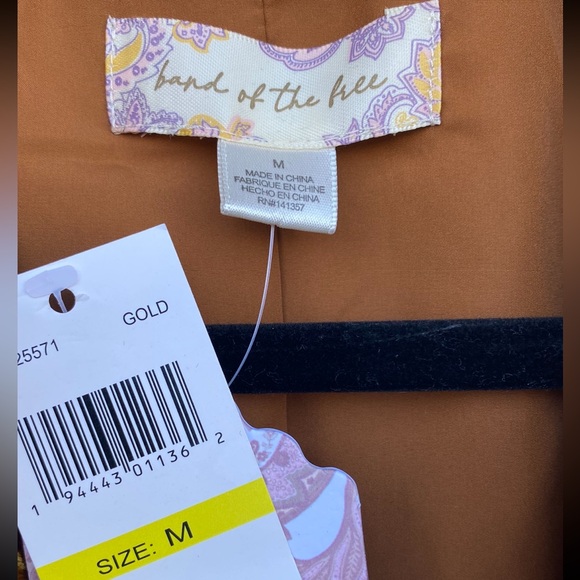 band of the free
M
MADE IN CHINA
FABRIQUE EN CHINE
HECHO EN CHINA
RN#141357
GOLD
25571
1 94443 01136 2
SIZE: M